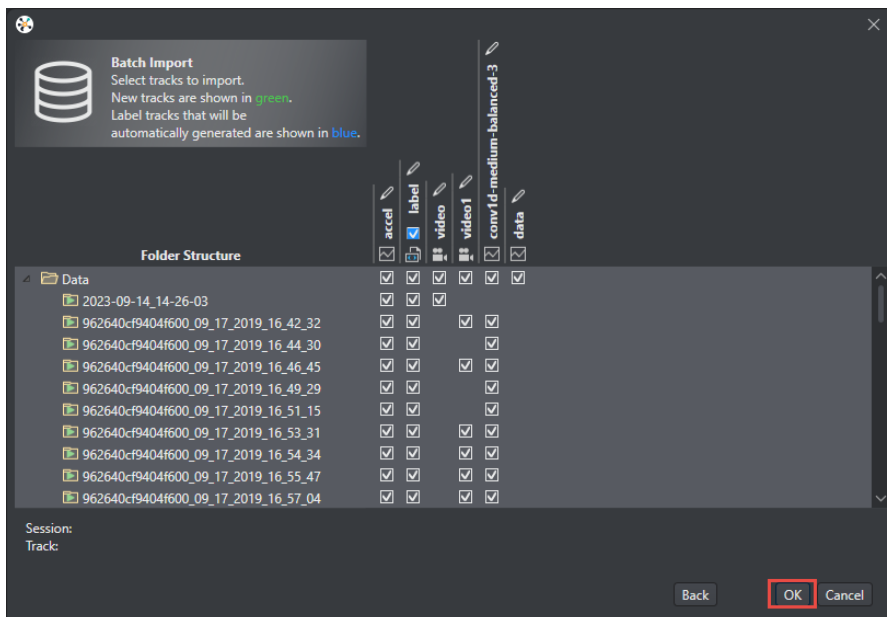 Batch Import
Select tracks to import.
New tracks are shown in green.
Label tracks that will be
automatically generated are shown in blue.
accel
label
video
video1
conv1d-medium-balanced-3
data
Folder Structure
Data
2023-09-14_14-26-03
962640cf9404f600_09_17_2019_16_42_32
962640cf9404f600_09_17_2019_16_44_30
962640cf9404f600_09_17_2019_16_46_45
962640cf9404f600_09_17_2019_16_49_29
962640cf9404f600_09_17_2019_16_51_15
962640cf9404f600_09_17_2019_16_53_31
962640cf9404f600_09_17_2019_16_54_34
962640cf9404f600_09_17_2019_16_55_47
962640cf9404f600_09_17_2019_16_57_04
Session:
Track:
Back OK Cancel